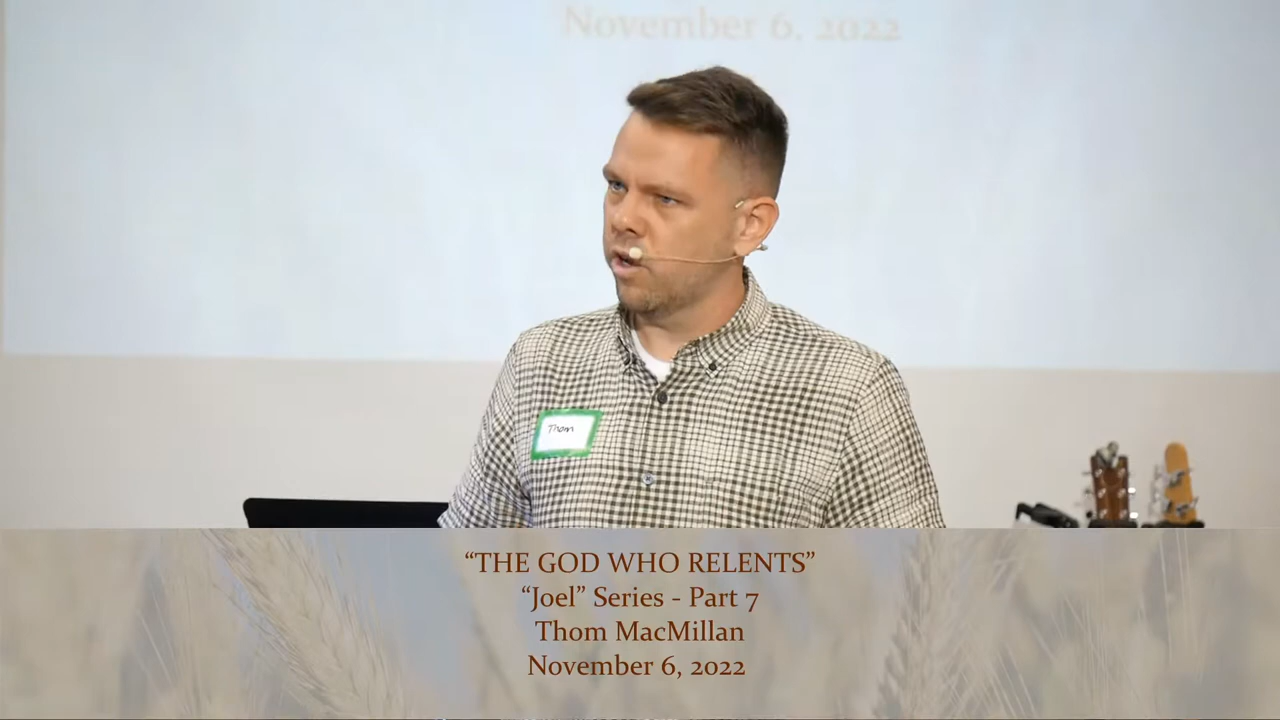 November 6, 2022
Thom
“THE GOD WHO RELENTS”
“Joel” Series - Part 7
Thom MacMillan
November 6, 2022